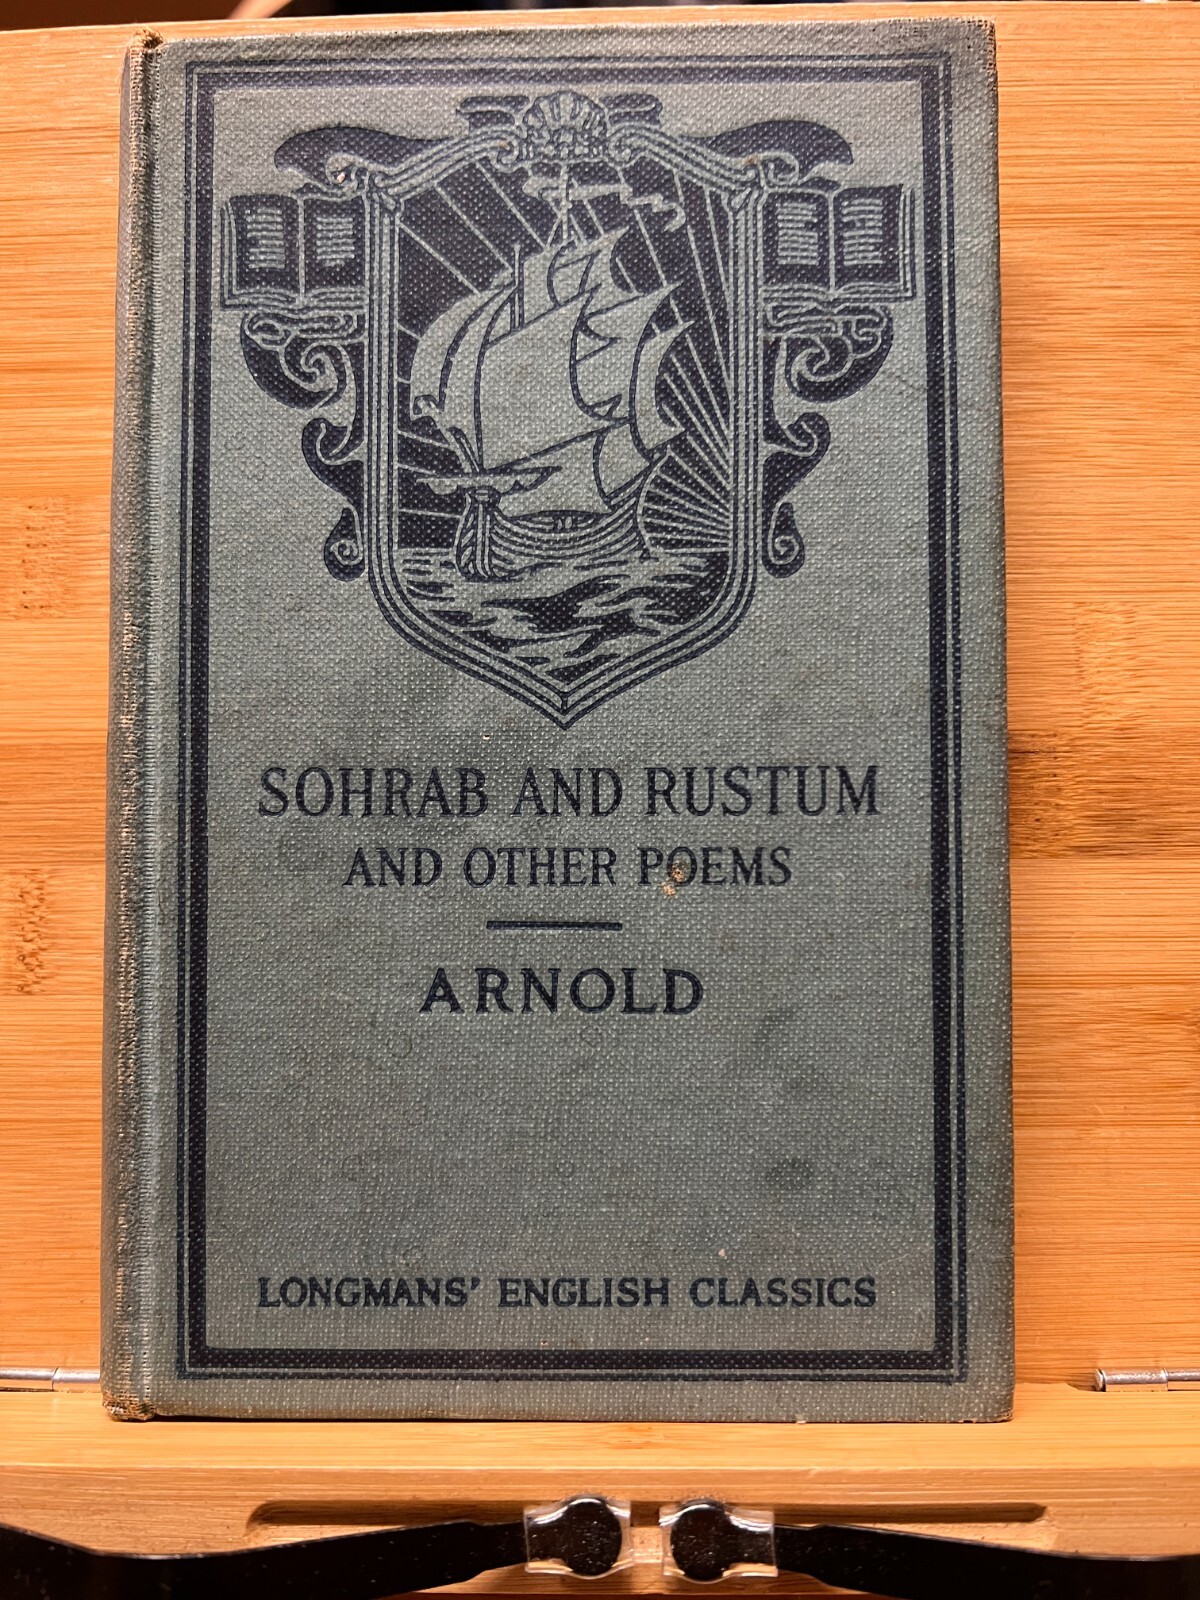 SOHRAB AND RUSTUM
AND OTHER POEMS
ARNOLD
LONGMANS' ENGLISH CLASSICS